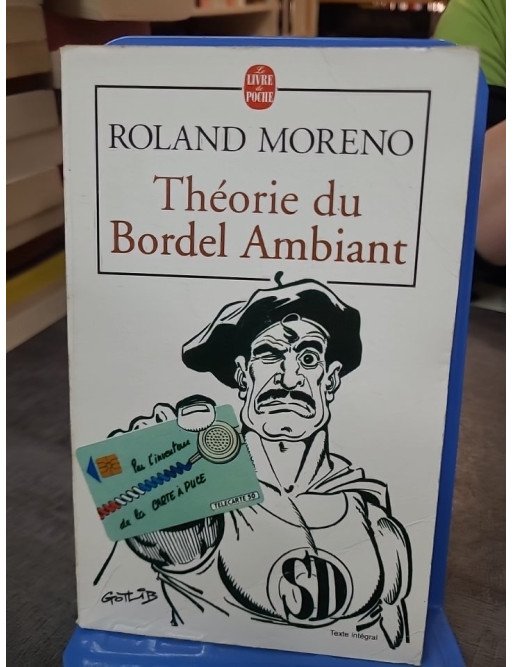 Le
LIVRE
de
POCHE
ROLAND MORENO
Théorie du
Bordel Ambiant
Par l'inventeur
de la CARTE À PUCE
TELECARTE 50
SD
GOTLIB
Texte intégral